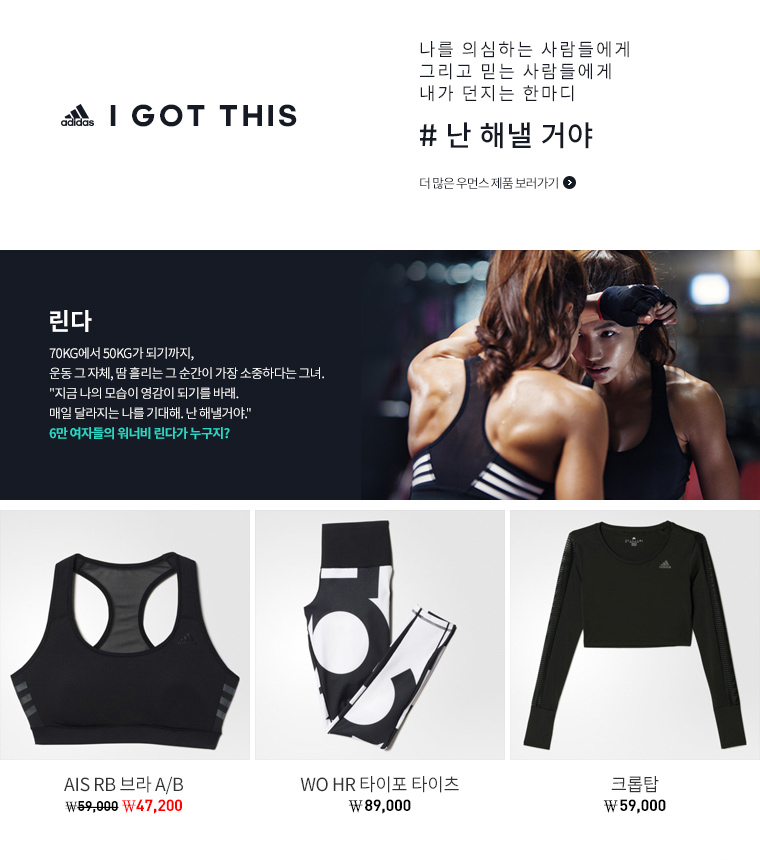 adidas
I GOT THIS
나를 의심하는 사람들에게
그리고 믿는 사람들에게
내가 던지는 한마디
# 난 해낼 거야
더 많은 우먼스 제품 보러가기
린다
70KG에서 50KG가 되기까지,
운동 그 자체, 땀 흘리는 그 순간이 가장 소중하다는 그녀.
"지금 나의 모습이 영감이 되기를 바래.
매일 달라지는 나를 기대해. 난 해낼거야."
6만 여자들의 워너비 린다가 누구지?
AIS RB 브라 A/B
₩59,000 ₩47,200
WO HR 타이포 타이츠
₩89,000
크롭탑
₩59,000